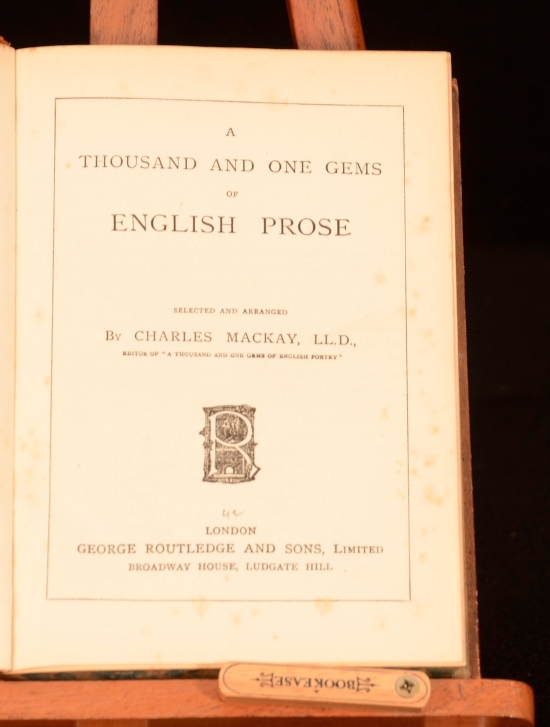 A
THOUSAND AND ONE GEMS
OF
ENGLISH PROSE
SELECTED AND ARRANGED
By CHARLES MACKAY, LL.D.,
EDITOR OF "A THOUSAND AND ONE GEMS OF ENGLISH POETRY"
R
LONDON
GEORGE ROUTLEDGE AND SONS, Limited
BROADWAY HOUSE, LUDGATE HILL
BOOKEASE